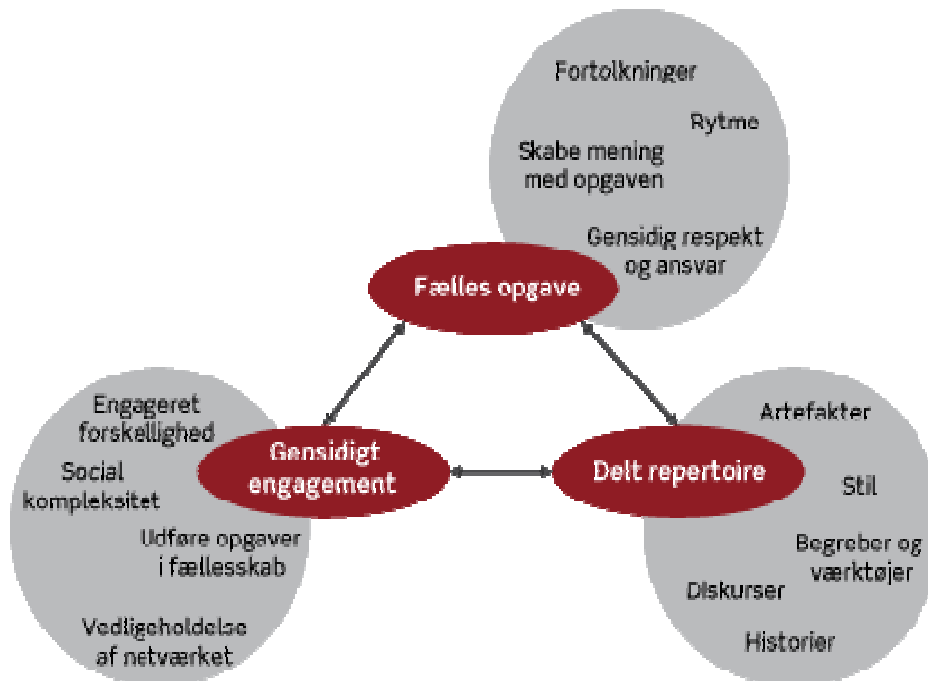 Fortolkninger
Rytme
Skabe mening
med opgaven
Gensidig respekt
og ansvar
Fælles opgave
Engageret
forskellighed
Social
kompleksitet
Udføre opgaver
i fællesskab
Vedligeholdelse
af netværket
Gensidigt
engagement
Delt repertoire
Artefakter
Stil
Begreber og
værktøjer
Diskurser
Historier